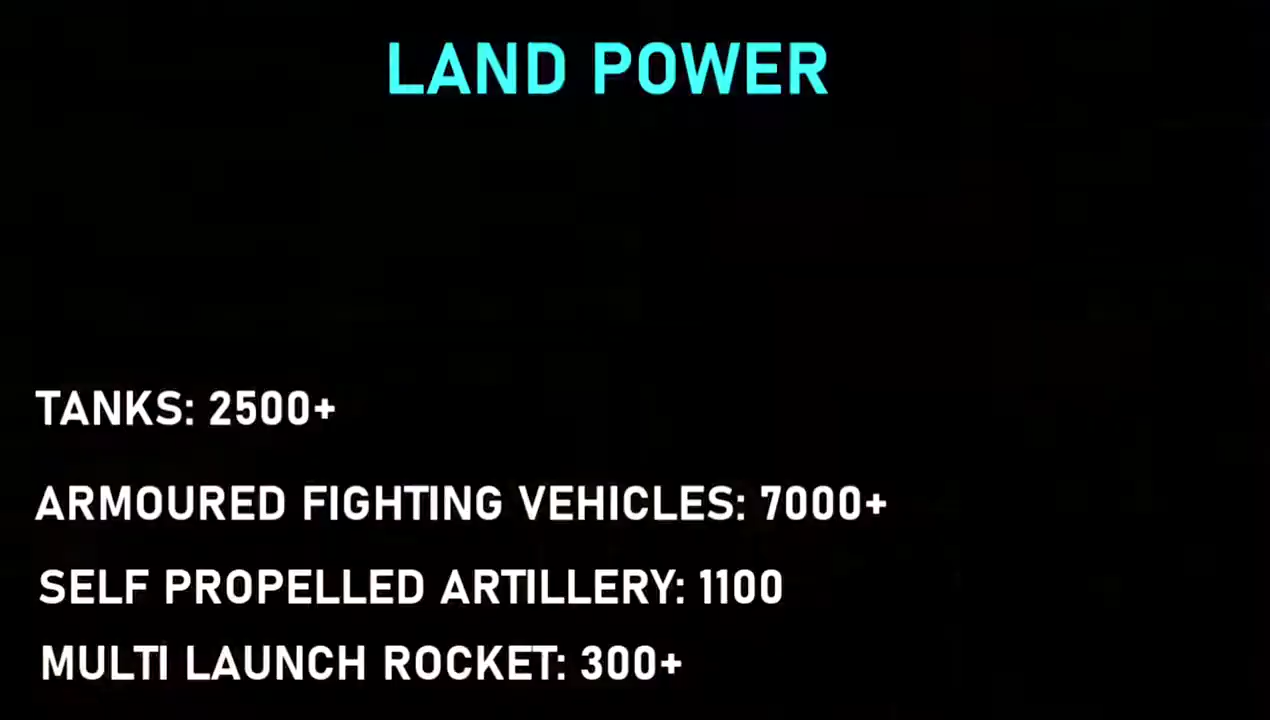 LAND POWER
TANKS: 2500+
ARMOURED FIGHTING VEHICLES: 7000+
SELF PROPELLED ARTILLERY: 1100
MULTI LAUNCH ROCKET: 300+